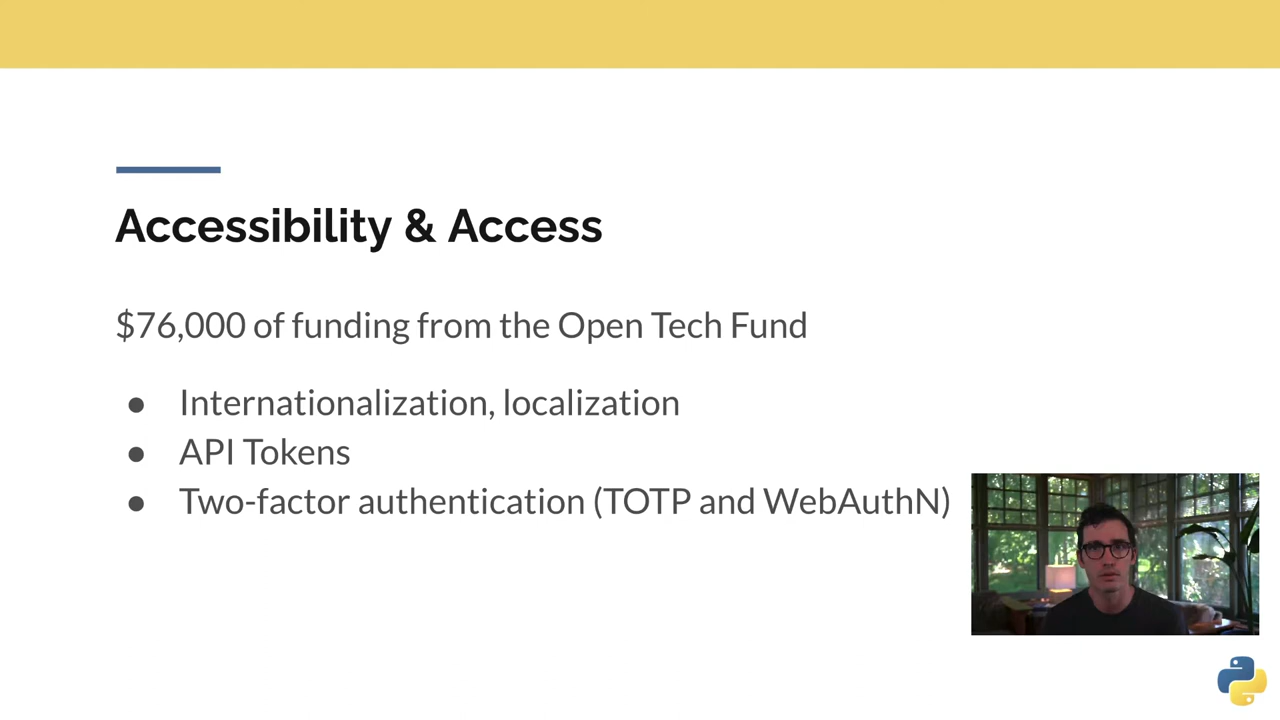 Accessibility & Access
$76,000 of funding from the Open Tech Fund
● Internationalization, localization
● API Tokens
● Two-factor authentication (TOTP and WebAuthN)